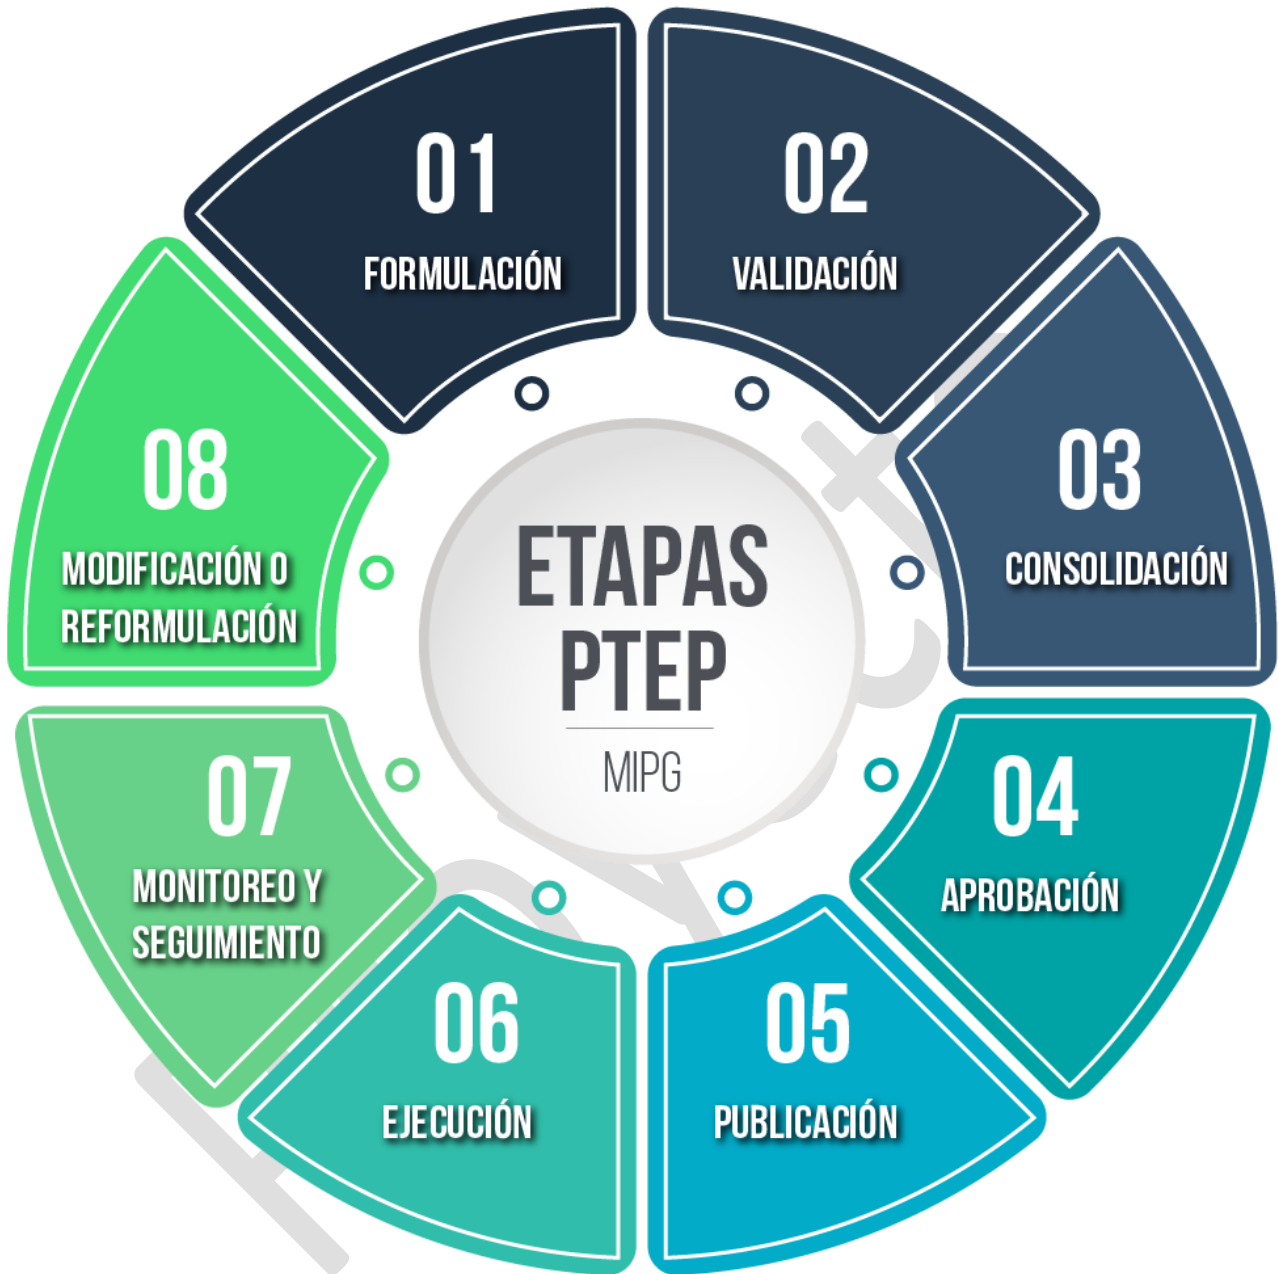 01
FORMULACIÓN
02
VALIDACIÓN
03
CONSOLIDACIÓN
04
APROBACIÓN
05
PUBLICACIÓN
06
EJECUCIÓN
07
MONITOREO Y
SEGUIMIENTO
08
MODIFICACIÓN O
REFORMULACIÓN
ETAPAS
PTEP
MIPG